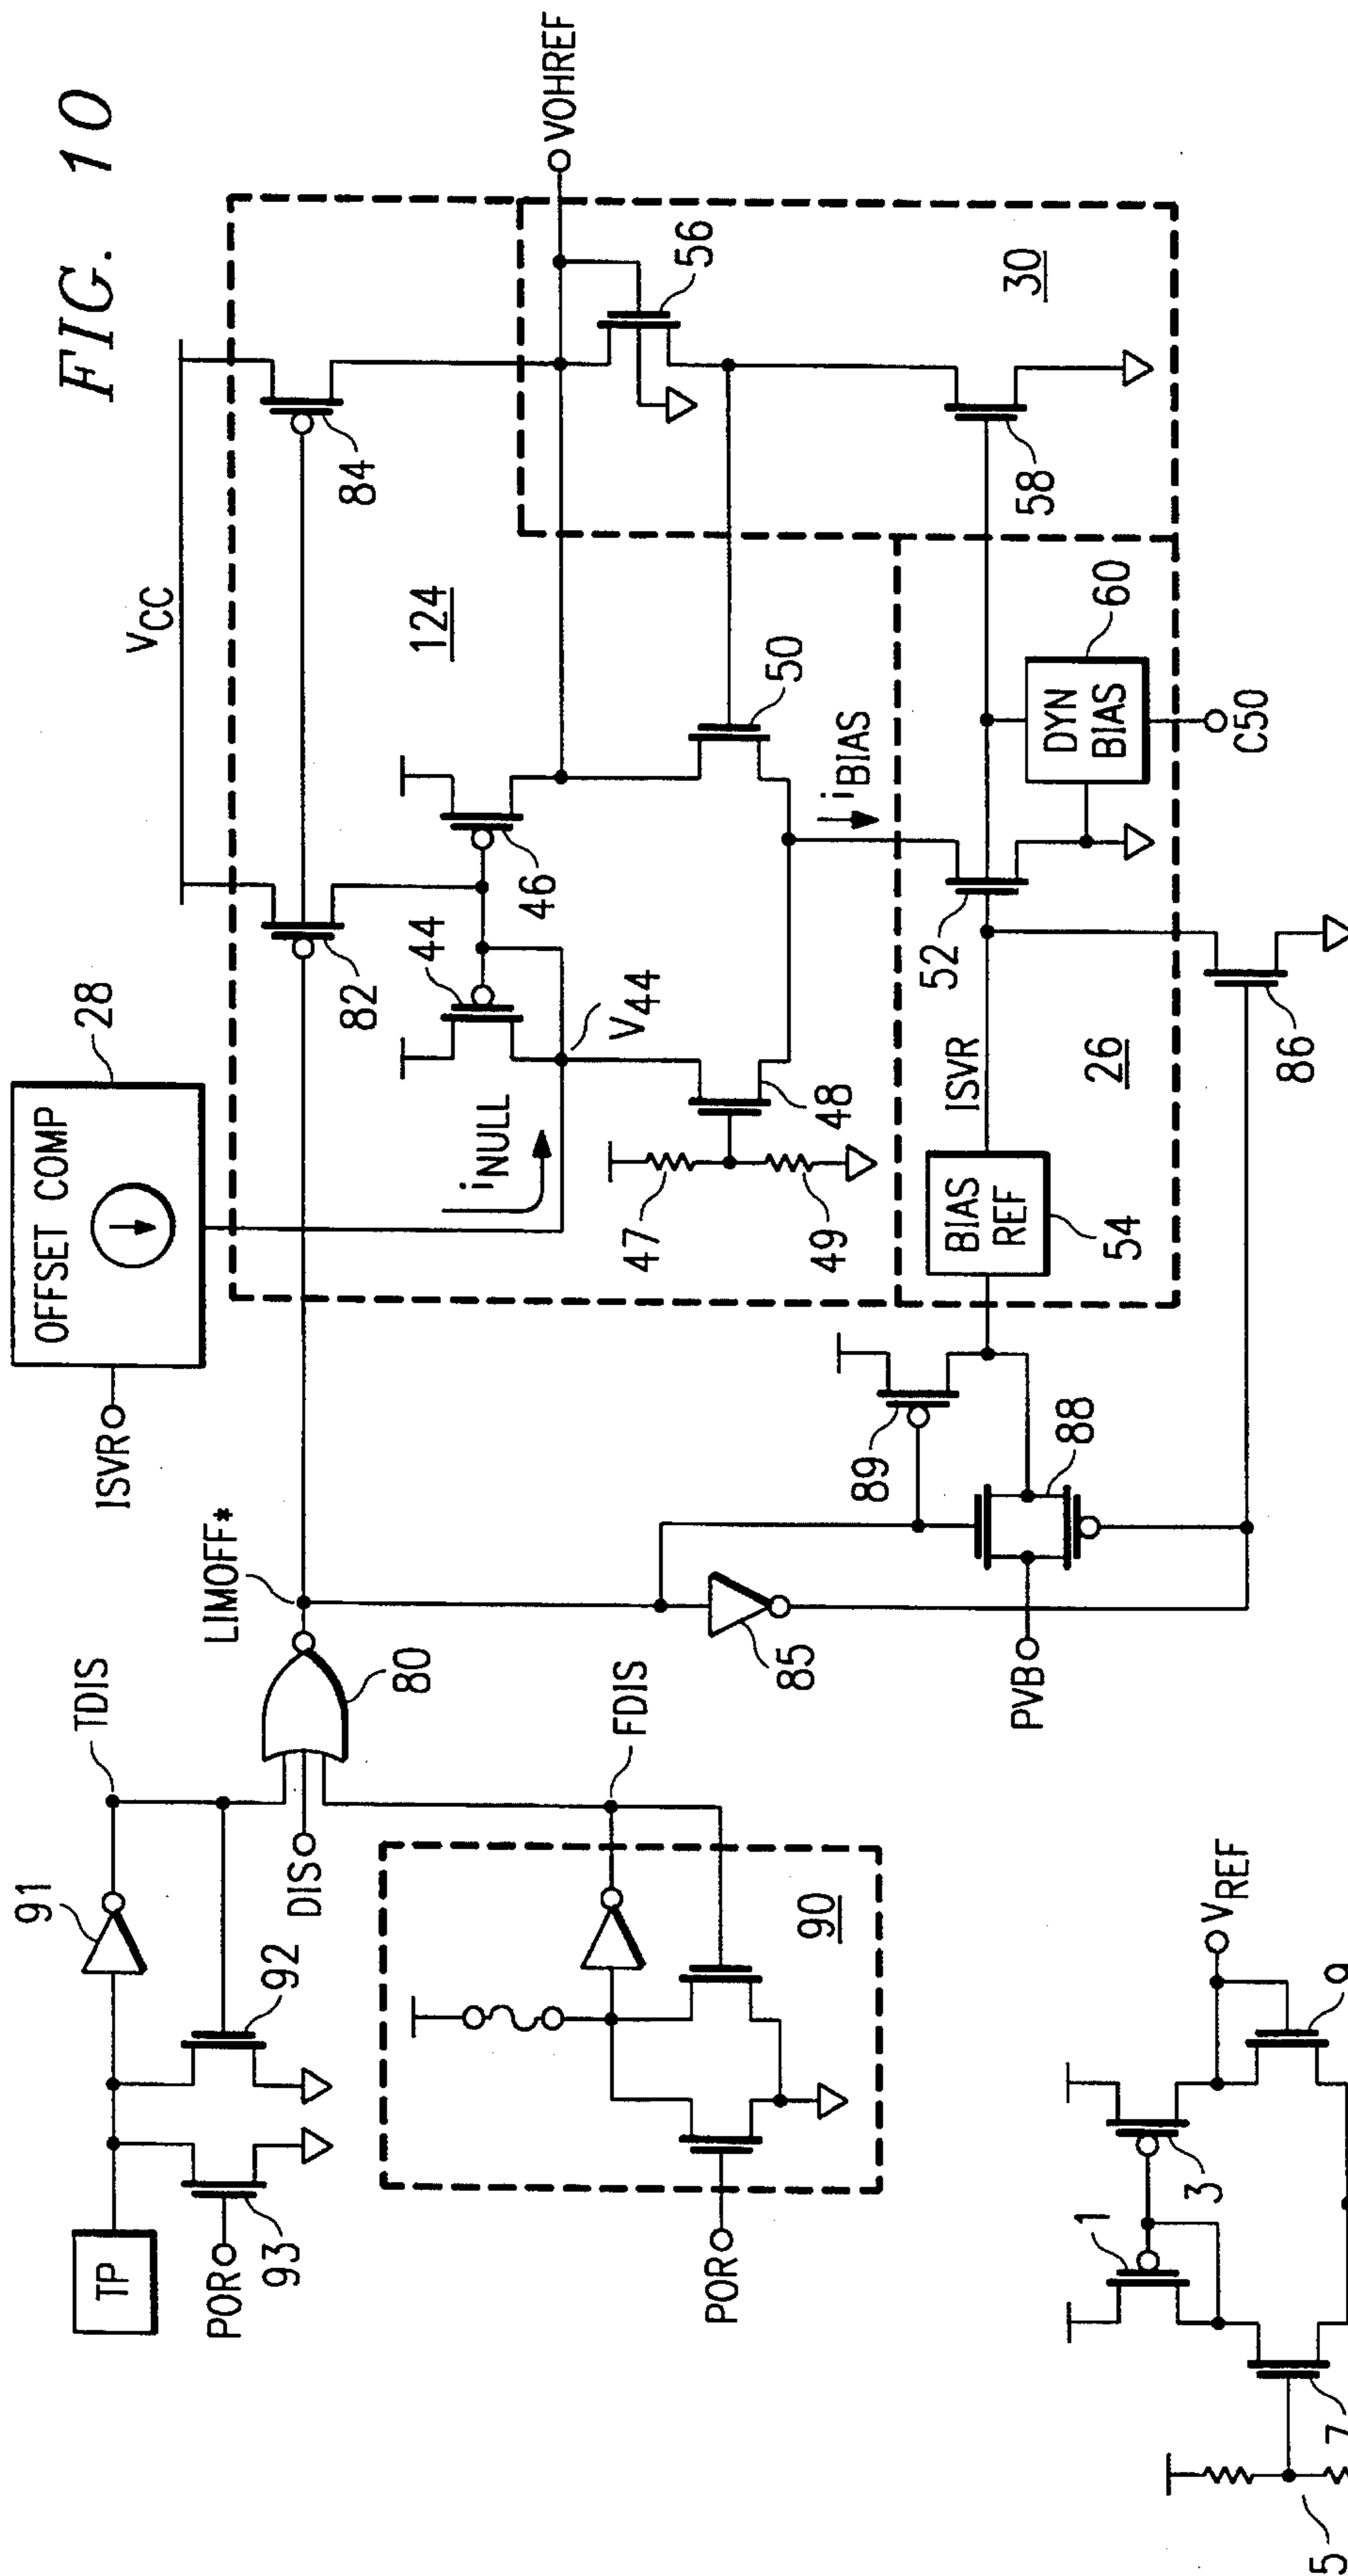 FIG. 10
ISVR
OFFSET COMP
28
VCC
TDIS
91
TP
POR
93
92
DIS
80
LIMOFF*
82
84
124
iNULL
44
46
V44
VOHREF
56
30
47
49
48
50
iBIAS
FDIS
90
POR
85
89
88
PVB
BIAS
REF
54
ISVR
26
52
DYN
BIAS
60
C50
58
86
1
3
VREF
5
7
9